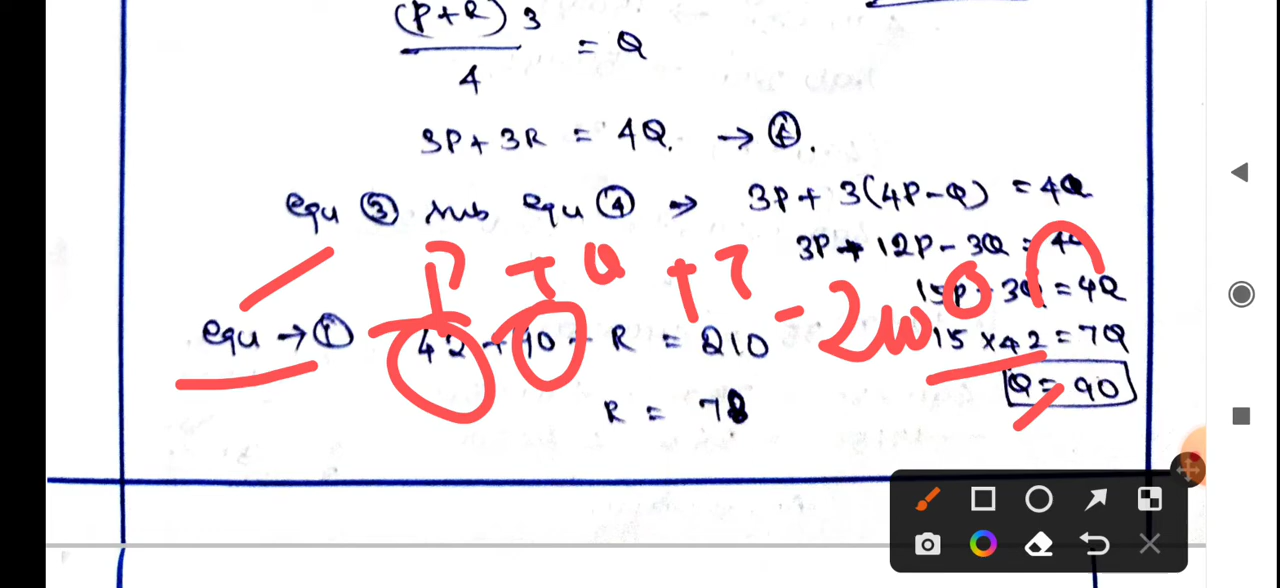 (P+R) 3
4 = Q
3P + 3R = 4Q. → ④.
equ ③ sub equ ④ → 3P + 3(4P-Q) = 4Q
3P + 12P - 3Q = 4Q
15P - 3Q = 4Q
P + Q + ? - 210
equ → ① 42 + 90 + R = 210
15 × 42 = 7Q
Q = 90
R = 78